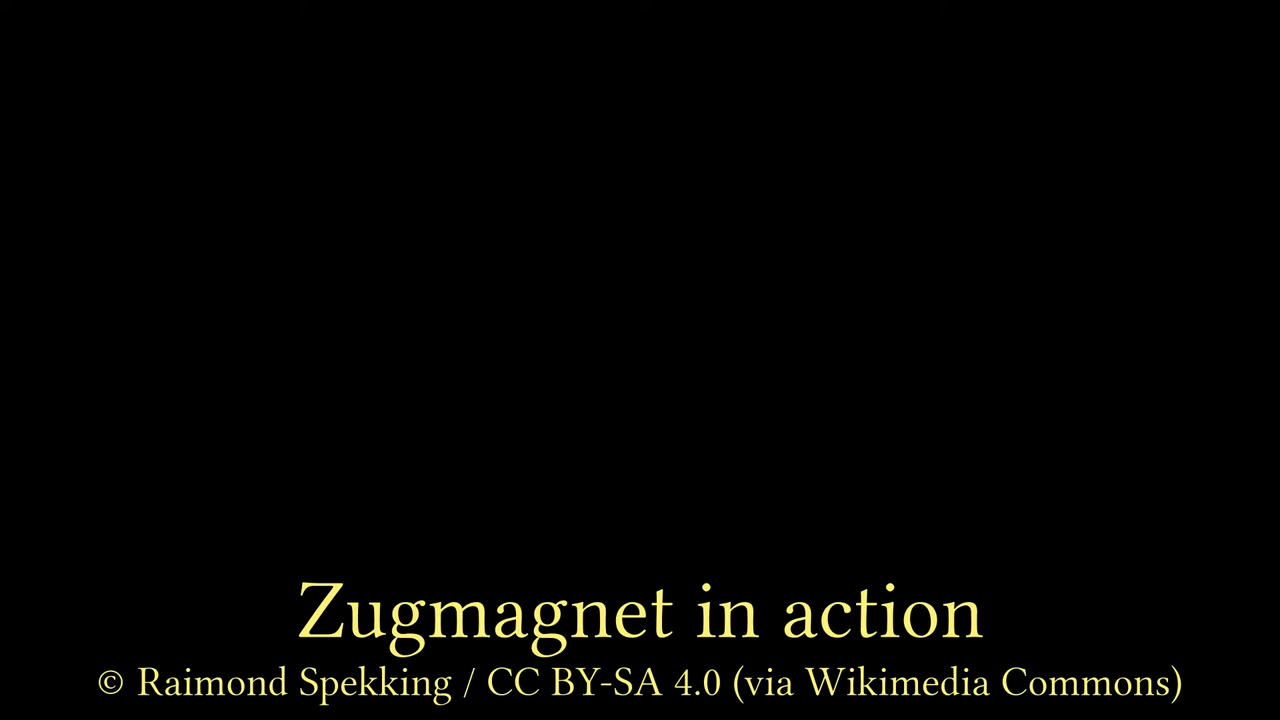 Zugmagnet in action
© Raimond Spekking / CC BY-SA 4.0 (via Wikimedia Commons)